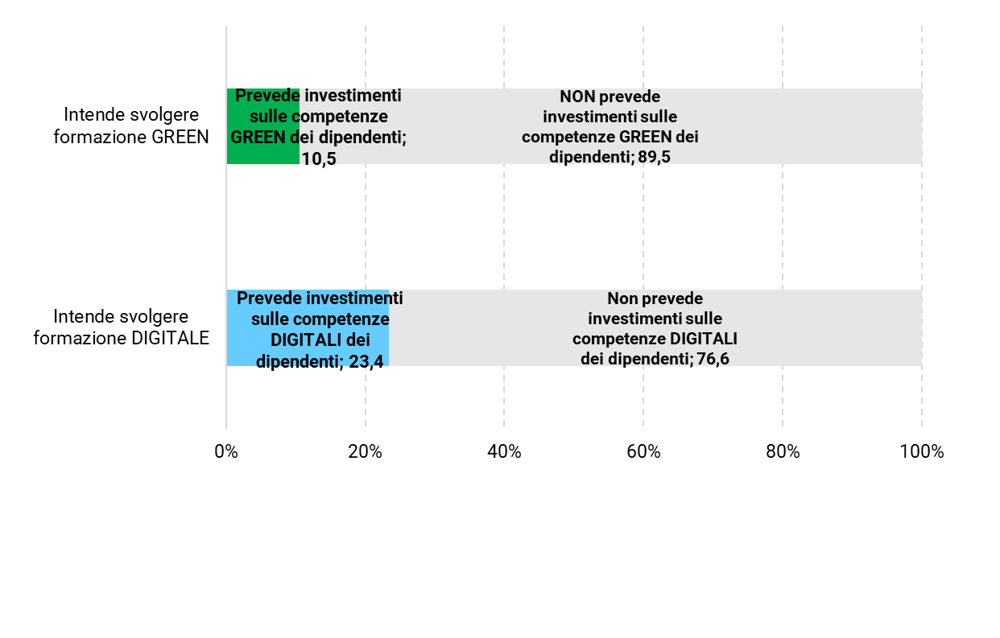 Intende svolgere
formazione GREEN
Prevede investimenti
sulle competenze
GREEN dei dipendenti;
10,5
NON prevede
investimenti sulle
competenze GREEN dei
dipendenti; 89,5
Intende svolgere
formazione DIGITALE
Prevede investimenti
sulle competenze
DIGITALI dei
dipendenti; 23,4
Non prevede
investimenti sulle
competenze DIGITALI
dei dipendenti; 76,6
0% 20% 40% 60% 80% 100%